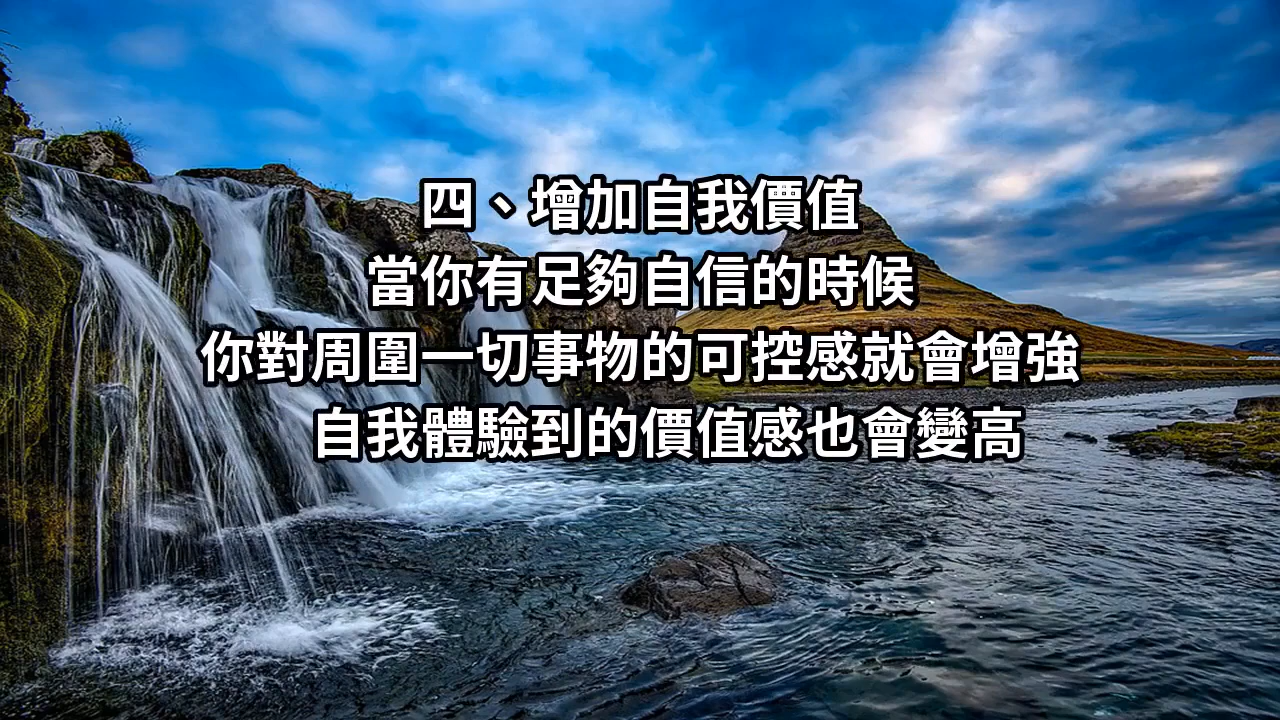 四、增加自我價值
當你有足夠自信的時候
你對周圍一切事物的可控感就會增強
自我體驗到的價值感也會變高